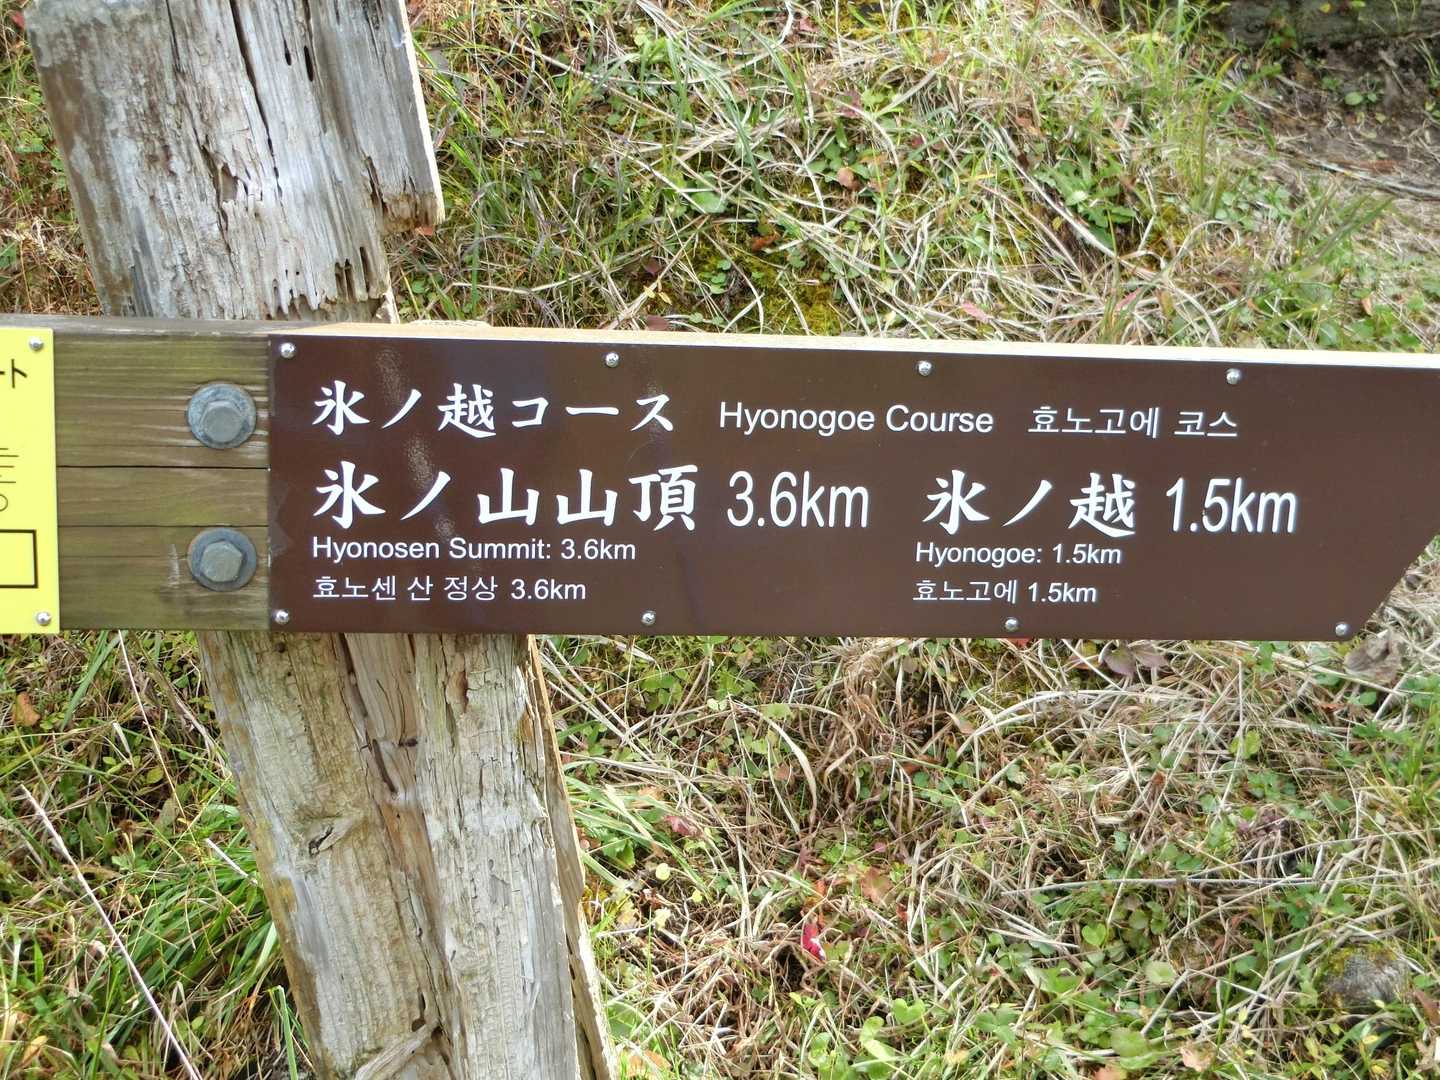 氷ノ越コース Hyonogoe Course 효노고에 코스
氷ノ山山頂 3.6km 氷ノ越 1.5km
Hyonosen Summit: 3.6km Hyonogoe: 1.5km
효노센 산 정상 3.6km 효노고에 1.5km